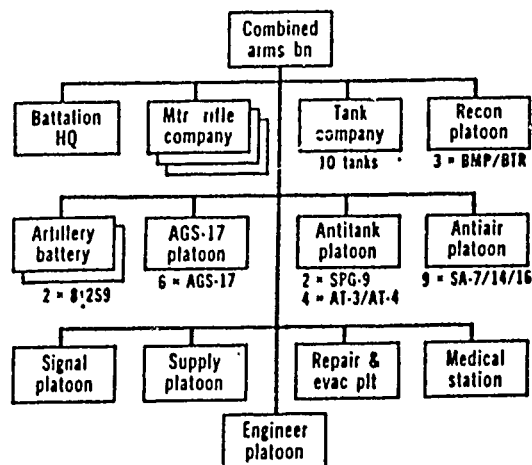 Combined
arms bn
Battalion
HQ
Mtr rifle
company
Tank
company
10 tanks
Recon
platoon
3 = BMP/BTR
Artillery
battery
2 =
AGS-17
platoon
6 = AGS-17
Antitank
platoon
2 = SPG-9
4 = AT-3/AT-4
Antiair
platoon
9 = SA-7/14/16
Signal
platoon
Supply
platoon
Repair &
evac plt
Medical
station
Engineer
platoon